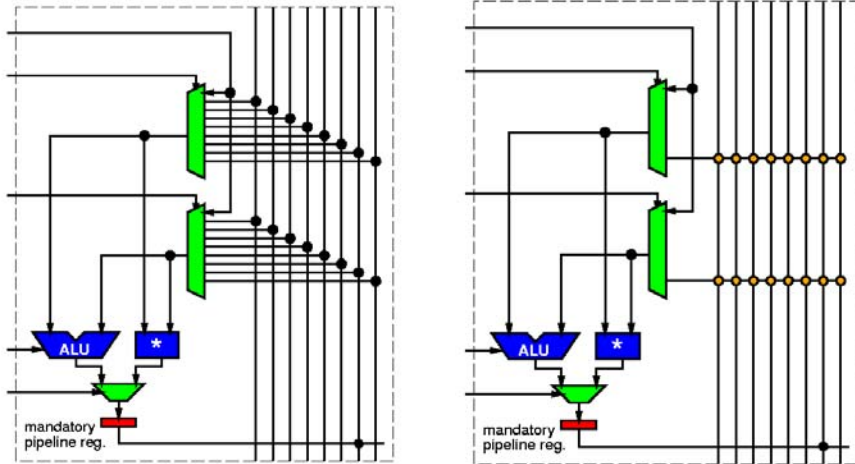 ALU
*
mandatory
pipeline reg.
ALU
*
mandatory
pipeline reg.